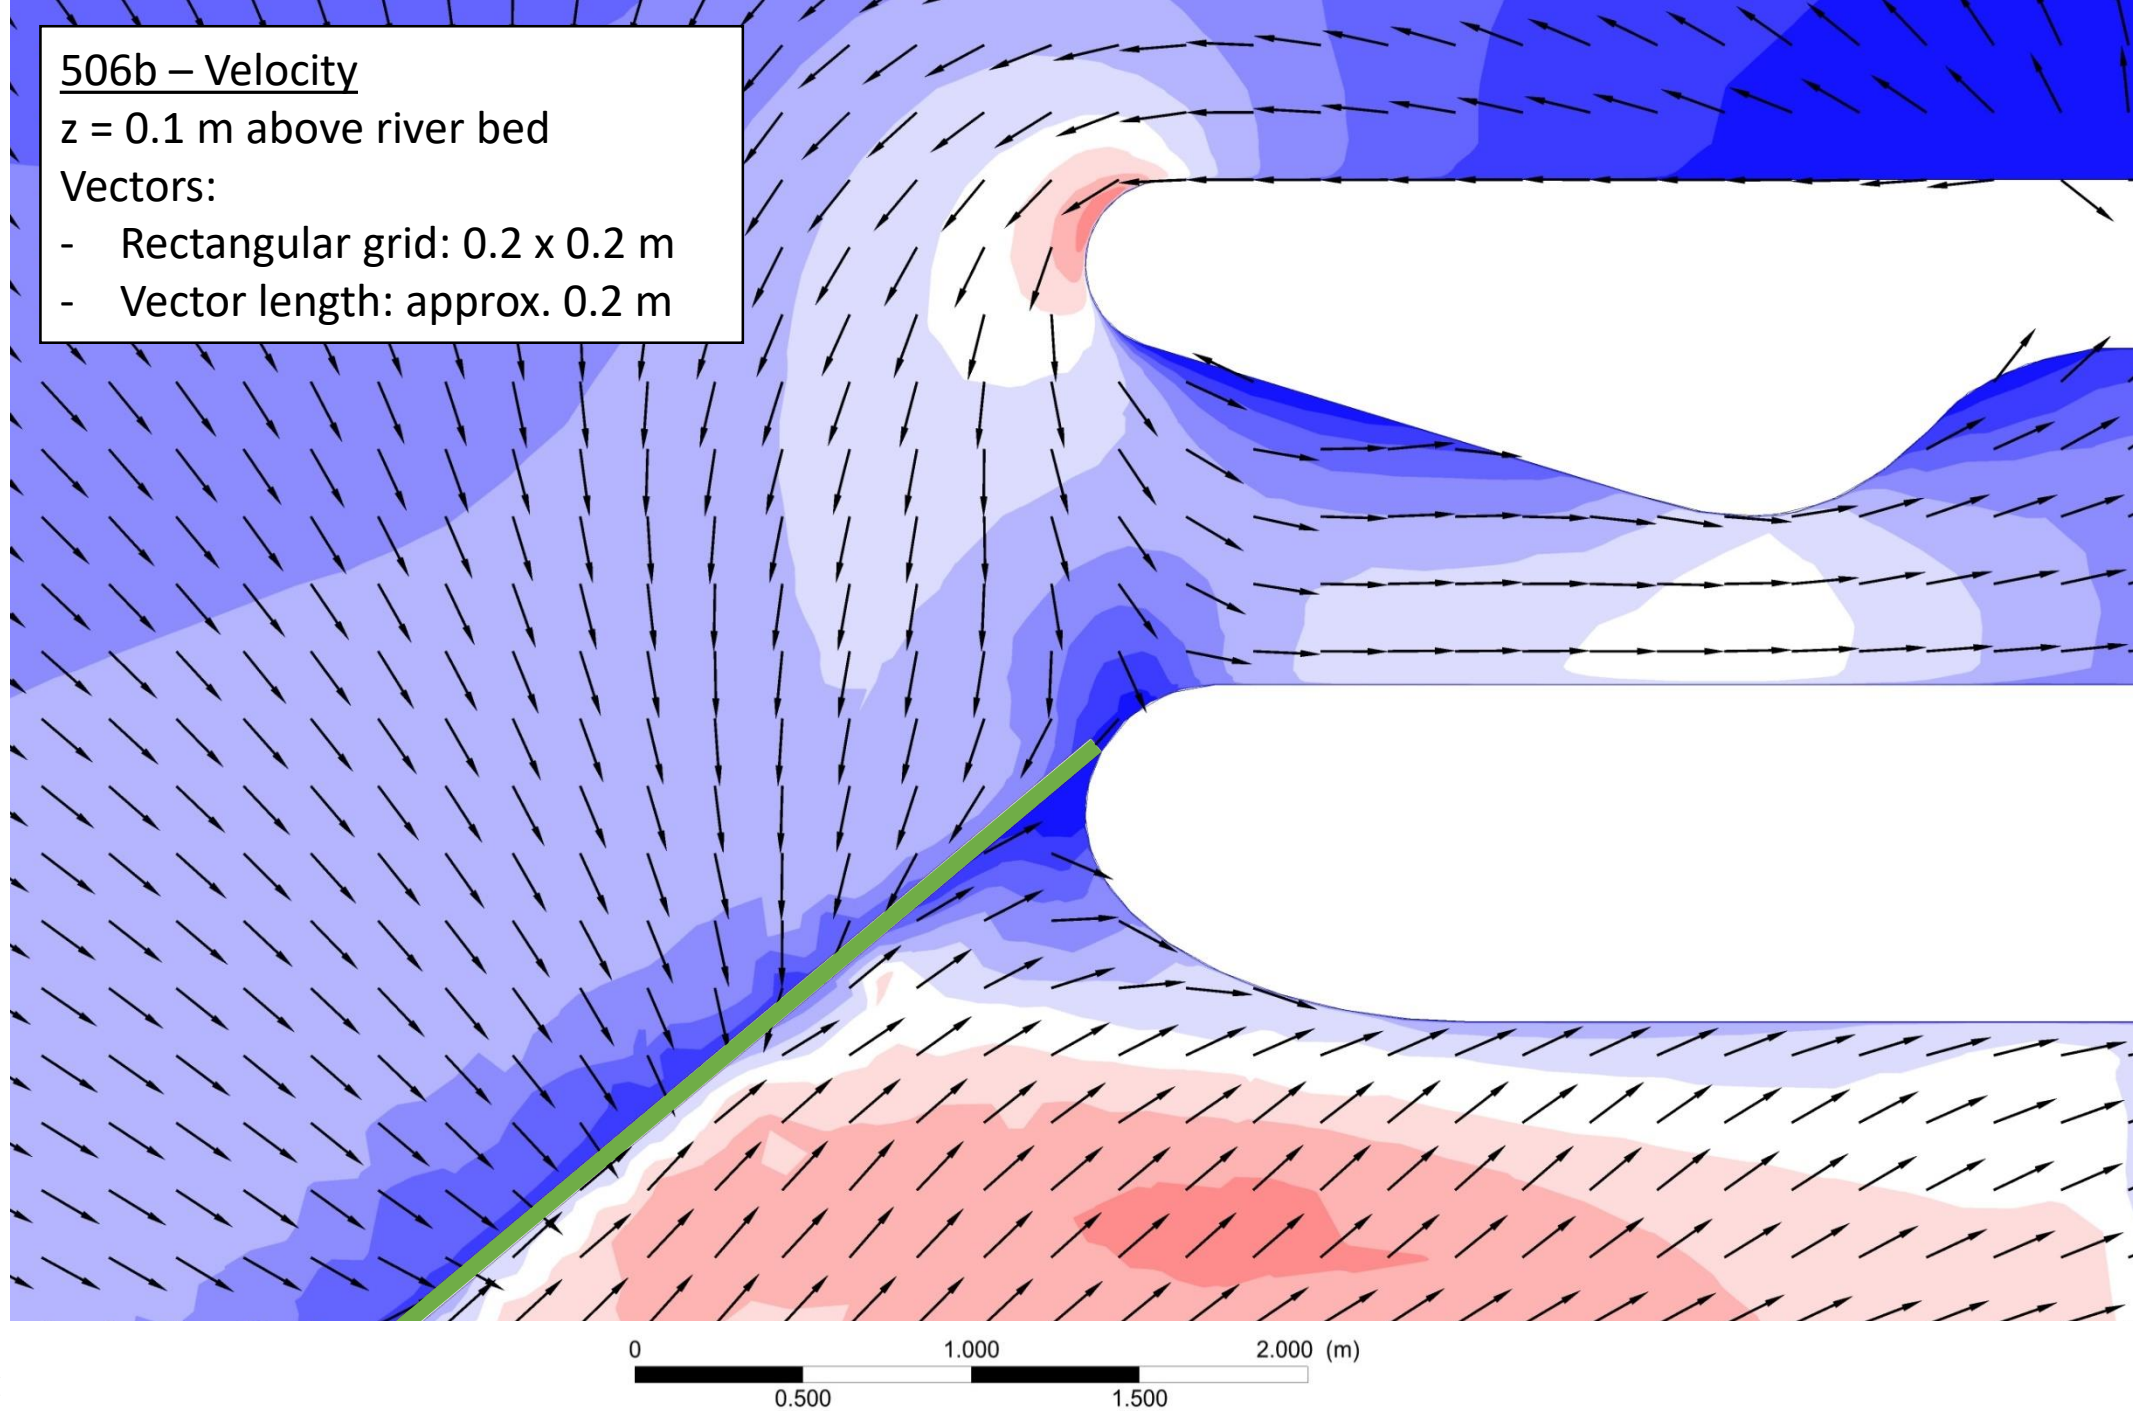 506b – Velocity
z = 0.1 m above river bed
Vectors:
- Rectangular grid: 0.2 x 0.2 m
- Vector length: approx. 0.2 m
0 1.000 2.000 (m)
0.500 1.500